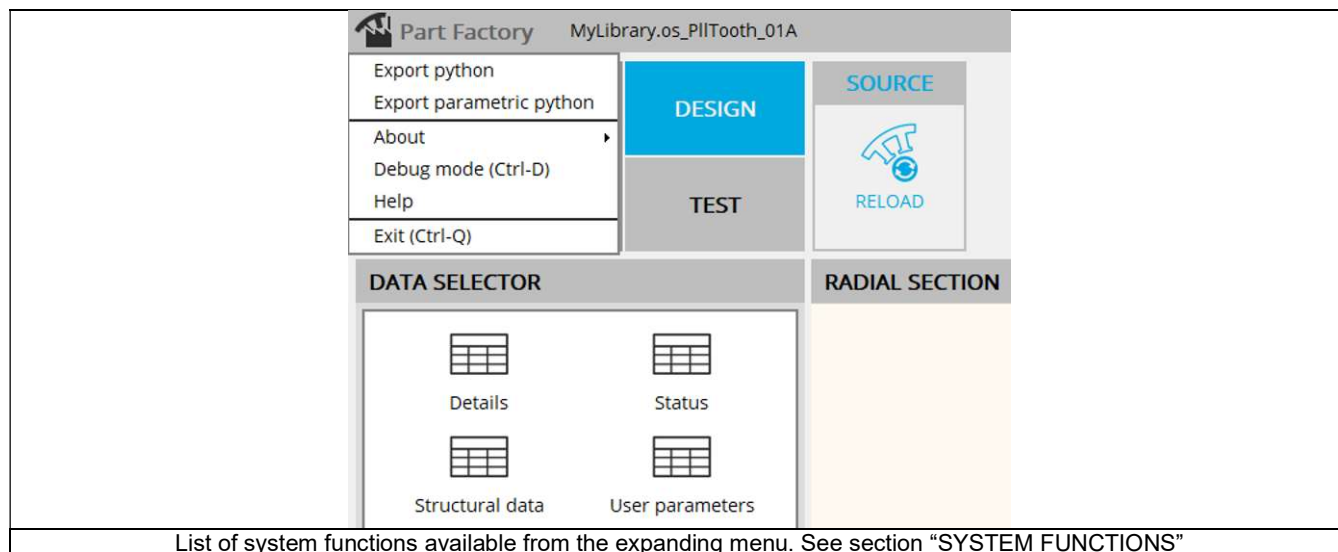 Part Factory MyLibrary.os_PllTooth_01A
Export python
Export parametric python
About
Debug mode (Ctrl-D)
Help
Exit (Ctrl-Q)
DESIGN
TEST
SOURCE
RELOAD
DATA SELECTOR
RADIAL SECTION
Details Status
Structural data User parameters
List of system functions available from the expanding menu. See section “SYSTEM FUNCTIONS”